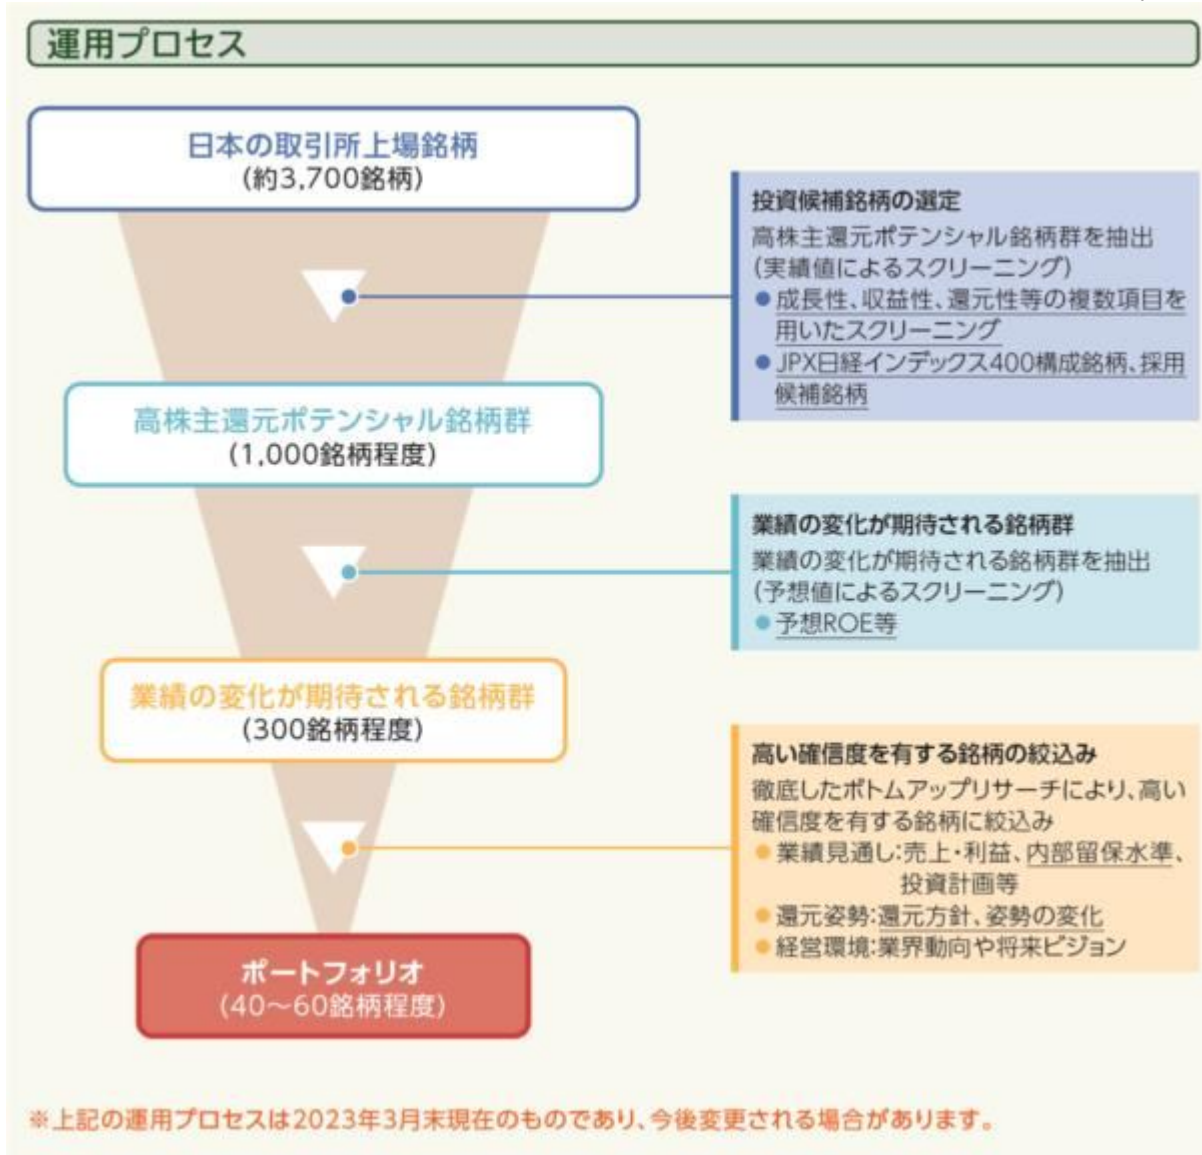 運用プロセス
日本の取引所上場銘柄
(約3,700銘柄)
投資候補銘柄の選定
高株主還元ポテンシャル銘柄群を抽出
(実績値によるスクリーニング)
●成長性、収益性、還元性等の複数項目を
用いたスクリーニング
●JPX日経インデックス400構成銘柄、採用
候補銘柄
高株主還元ポテンシャル銘柄群
(1,000銘柄程度)
業績の変化が期待される銘柄群
業績の変化が期待される銘柄群を抽出
(予想値によるスクリーニング)
●予想ROE等
業績の変化が期待される銘柄群
(300銘柄程度)
高い確信度を有する銘柄の絞込み
徹底したボトムアップリサーチにより、高い
確信度を有する銘柄に絞込み
●業績見通し:売上・利益、内部留保水準、
投資計画等
●還元姿勢:還元方針、姿勢の変化
●経営環境:業界動向や将来ビジョン
ポートフォリオ
(40～60銘柄程度)
※上記の運用プロセスは2023年3月末現在のものであり、今後変更される場合があります。